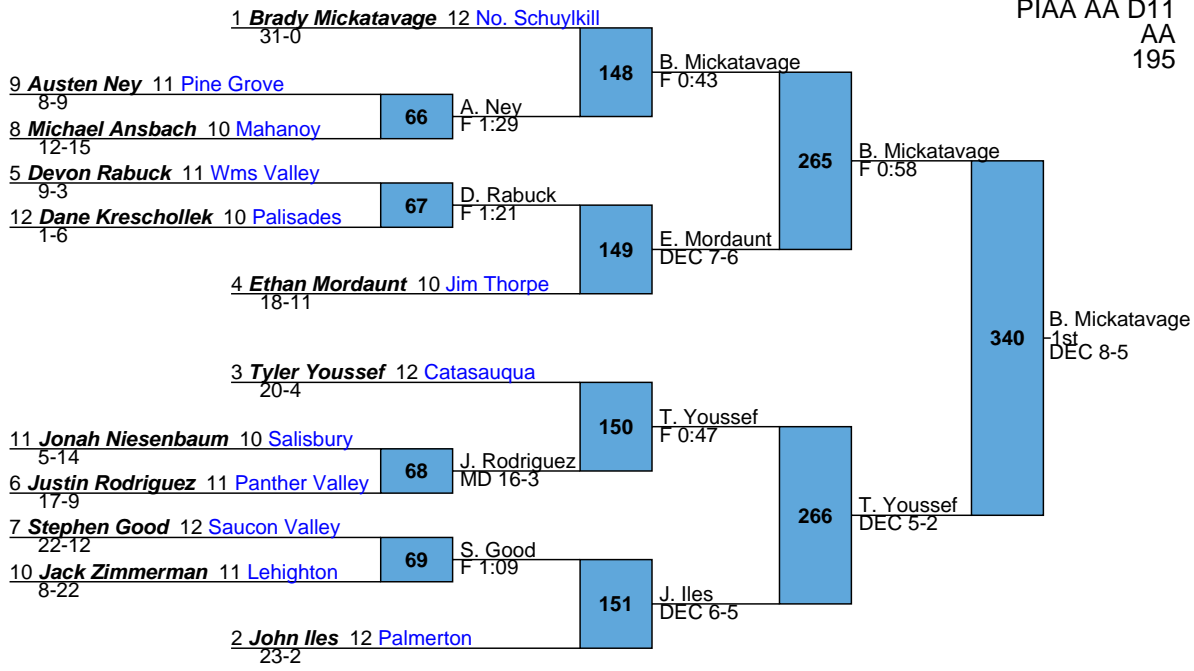 PIAA AA D11
AA
195
1 Brady Mickatavage 12 No. Schuylkill
31-0
148
B. Mickatavage
F 0:43
9 Austen Ney 11 Pine Grove
8-9
66
A. Ney
F 1:29
8 Michael Ansbach 10 Mahanoy
12-15
265
B. Mickatavage
F 0:58
5 Devon Rabuck 11 Wms Valley
9-3
67
D. Rabuck
F 1:21
12 Dane Kreschollek 10 Palisades
1-6
149
E. Mordaunt
DEC 7-6
4 Ethan Mordaunt 10 Jim Thorpe
18-11
340
B. Mickatavage
1st
DEC 8-5
3 Tyler Youssef 12 Catasauqua
20-4
150
T. Youssef
F 0:47
11 Jonah Niesenbaum 10 Salisbury
5-14
68
J. Rodriguez
MD 16-3
6 Justin Rodriguez 11 Panther Valley
17-9
266
T. Youssef
DEC 5-2
7 Stephen Good 12 Saucon Valley
22-12
69
S. Good
F 1:09
10 Jack Zimmerman 11 Lehighton
8-22
151
J. Iles
DEC 6-5
2 John Iles 12 Palmerton
23-2